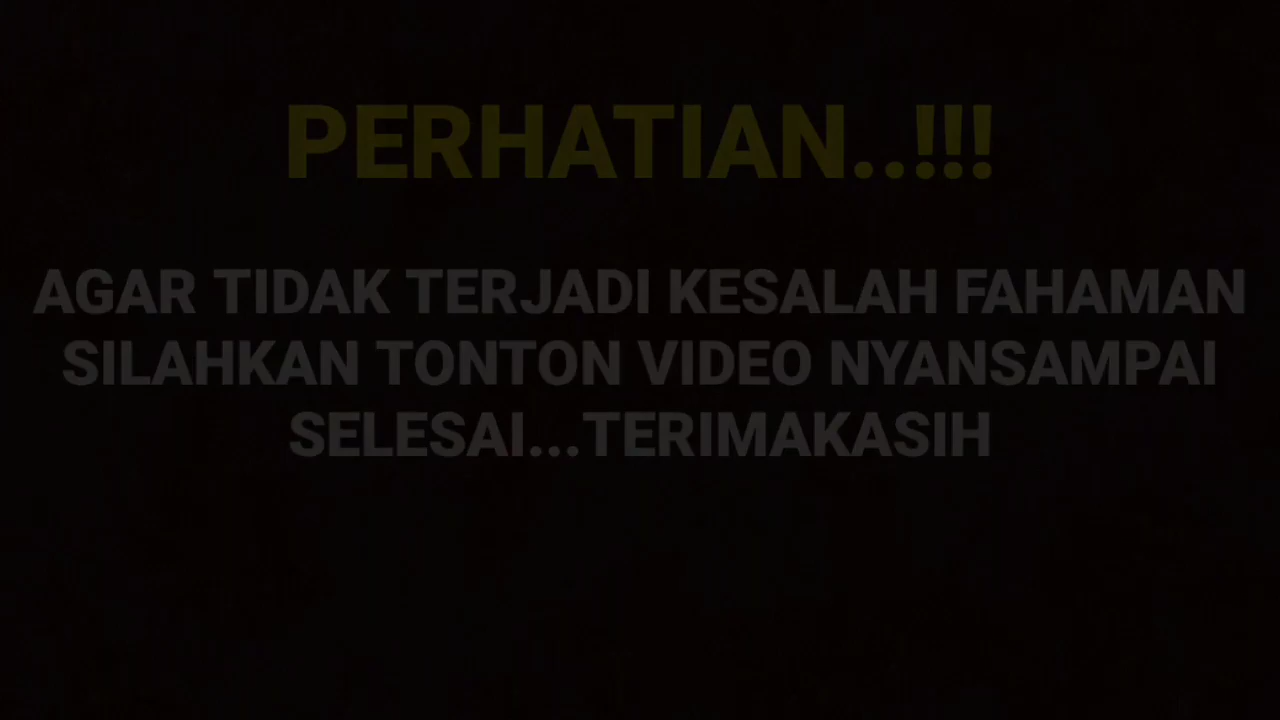 PERHATIAN..!!!
AGAR TIDAK TERJADI KESALAH FAHAMAN
SILAHKAN TONTON VIDEO NYANSAMPAI
SELESAI...TERIMAKASIH